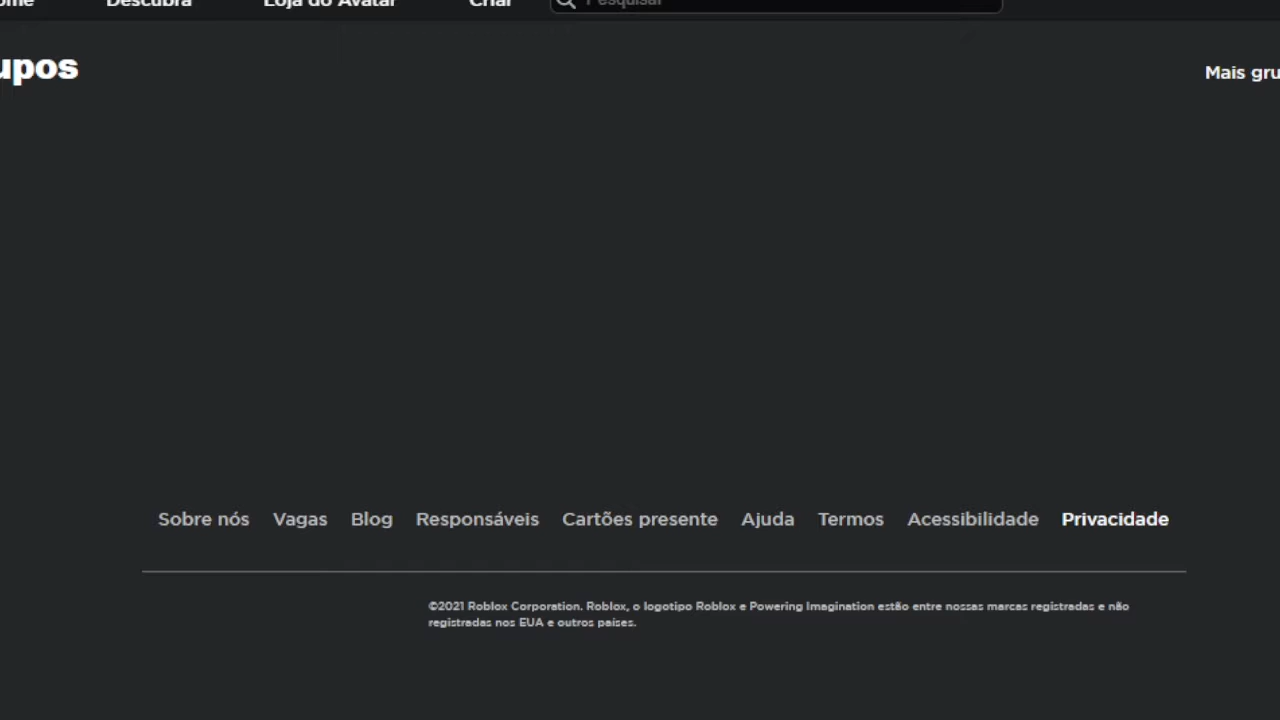 ome Descubra Loja do Avatar Criar Pesquisar
upos
Mais gru
Sobre nós Vagas Blog Responsáveis Cartões presente Ajuda Termos Acessibilidade Privacidade
©2021 Roblox Corporation. Roblox, o logotipo Roblox e Powering Imagination estão entre nossas marcas registradas e não
registradas nos EUA e outros países.